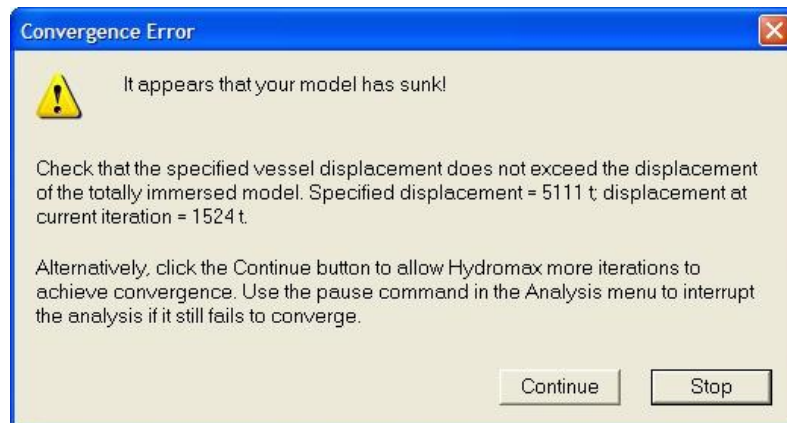 Convergence Error
It appears that your model has sunk!
Check that the specified vessel displacement does not exceed the displacement
of the totally immersed model. Specified displacement = 5111 t; displacement at
current iteration = 1524 t.
Alternatively, click the Continue button to allow Hydromax more iterations to
achieve convergence. Use the pause command in the Analysis menu to interrupt
the analysis if it still fails to converge.
Continue
Stop